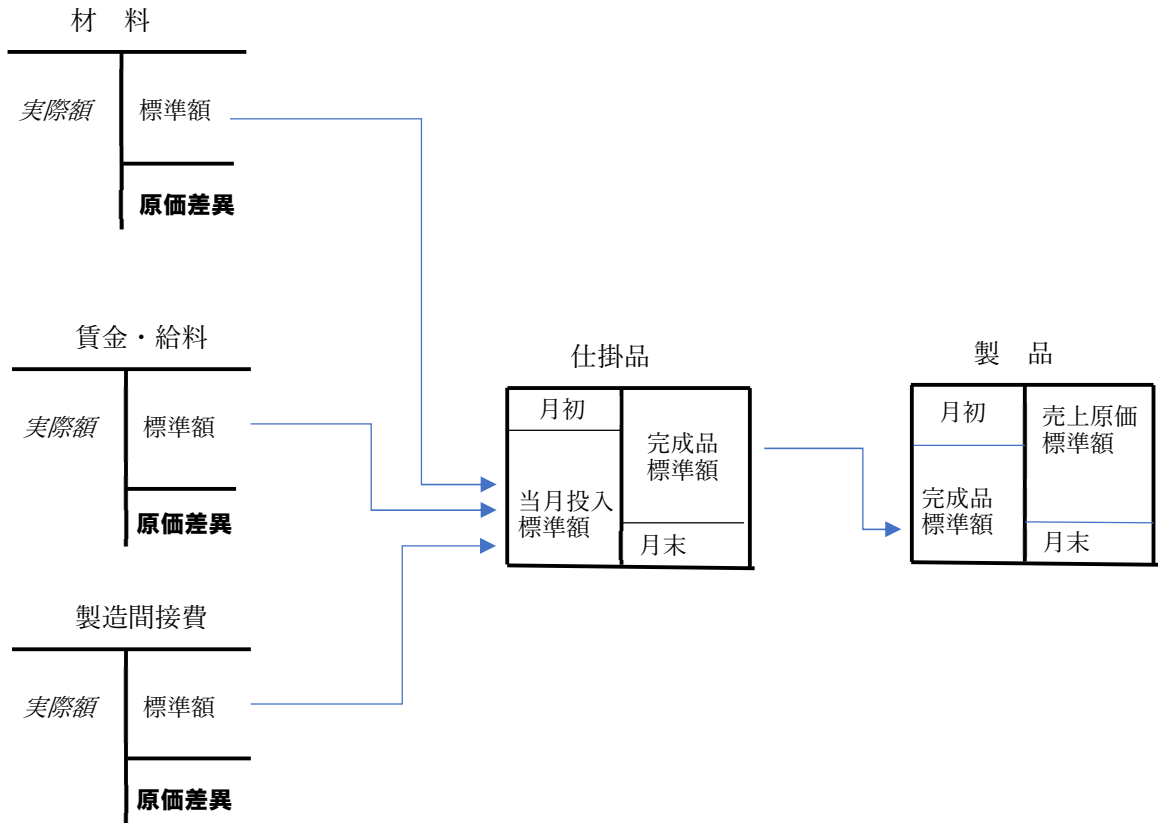 材　料
実際額
標準額
原価差異
賃金・給料
実際額
標準額
原価差異
製造間接費
実際額
標準額
原価差異
仕掛品
月初
当月投入
標準額
完成品
標準額
月末
製　品
月初
完成品
標準額
売上原価
標準額
月末